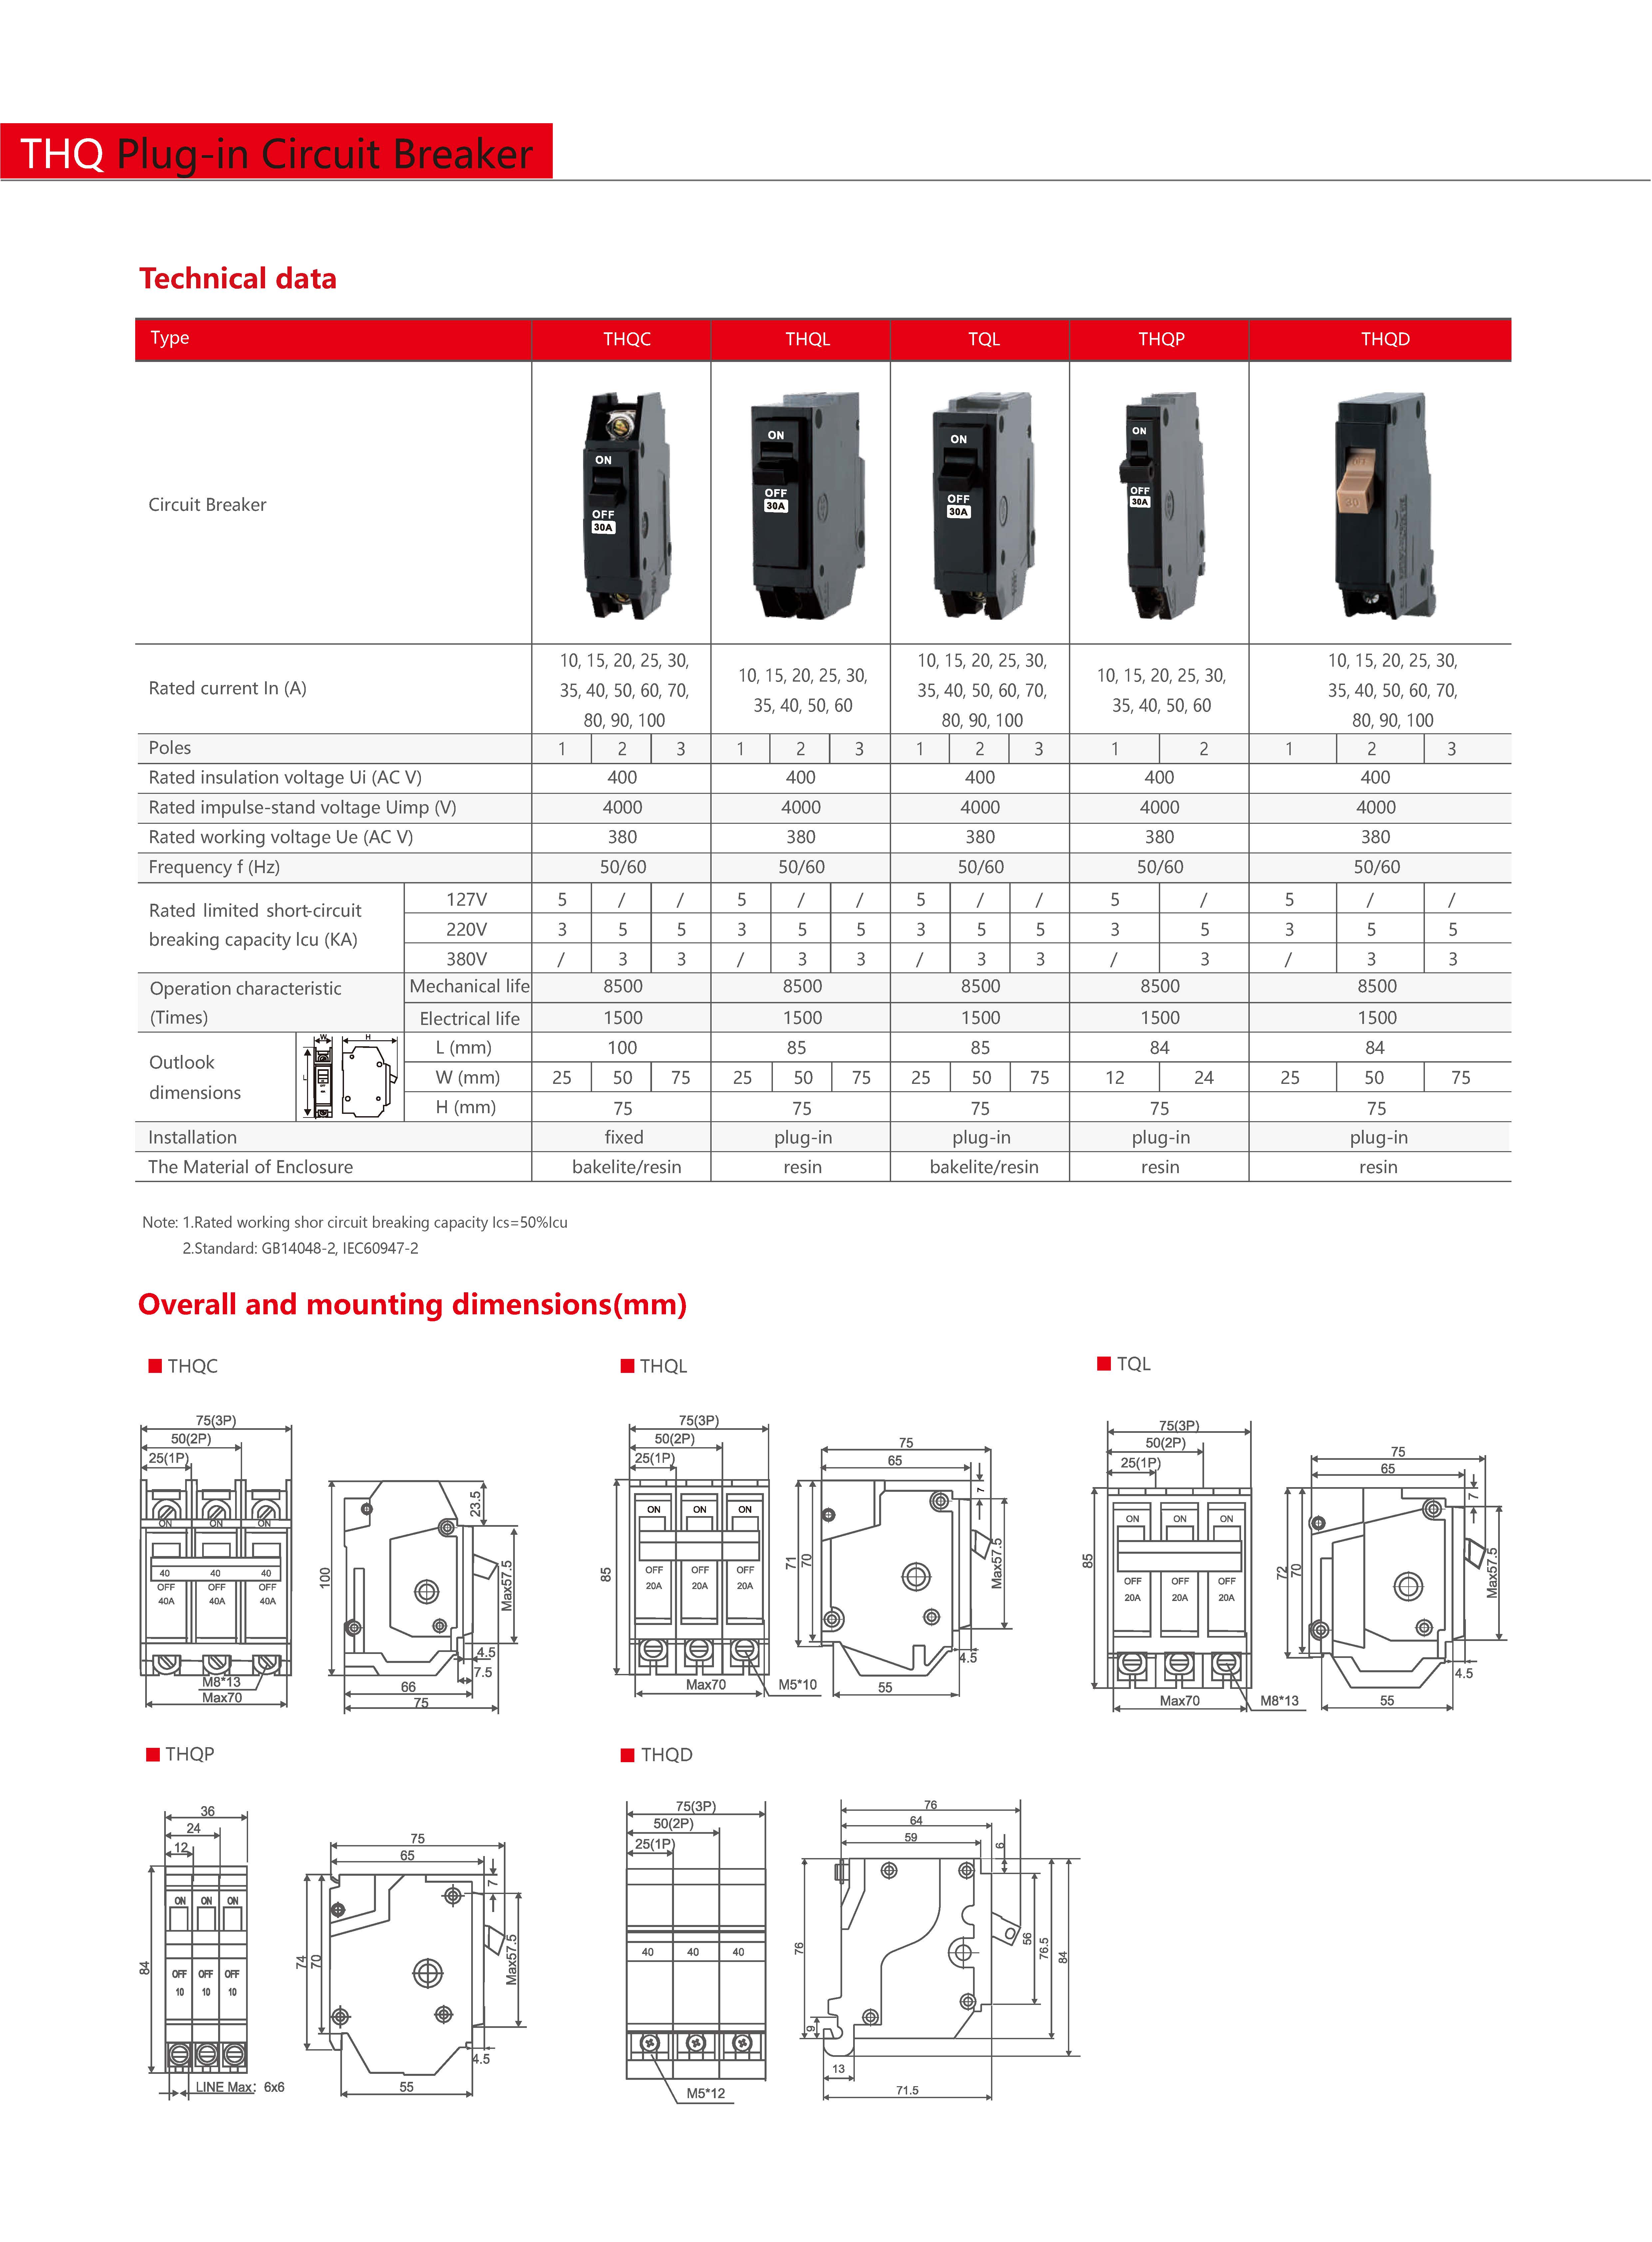 THQ Plug-in Circuit Breaker
Technical data
Type THQC THQL TQL THQP THQD
Circuit Breaker
ON OFF 30A
ON OFF 30A
ON OFF 30A
ON OFF 30A
30
Rated current In (A)
10, 15, 20, 25, 30,
35, 40, 50, 60, 70,
80, 90, 100
10, 15, 20, 25, 30,
35, 40, 50, 60
10, 15, 20, 25, 30,
35, 40, 50, 60, 70,
80, 90, 100
10, 15, 20, 25, 30,
35, 40, 50, 60
10, 15, 20, 25, 30,
35, 40, 50, 60, 70,
80, 90, 100
Poles 1 2 3 1 2 3 1 2 3 1 2 1 2 3
Rated insulation voltage Ui (AC V) 400 400 400 400 400
Rated impulse-stand voltage Uimp (V) 4000 4000 4000 4000 4000
Rated working voltage Ue (AC V) 380 380 380 380 380
Frequency f (Hz) 50/60 50/60 50/60 50/60 50/60
Rated limited short-circuit
breaking capacity lcu (KA)
127V 5 / / 5 / / 5 / / 5 / 5 / /
220V 3 5 5 3 5 5 3 5 5 3 5 3 5 5
380V / 3 3 / 3 3 / 3 3 / 3 / 3 3
Operation characteristic
(Times)
Mechanical life 8500 8500 8500 8500 8500
Electrical life 1500 1500 1500 1500 1500
Outlook
dimensions
W H
L
L (mm) 100 85 85 84 84
W (mm) 25 50 75 25 50 75 25 50 75 12 24 25 50 75
H (mm) 75 75 75 75 75
Installation fixed plug-in plug-in plug-in plug-in
The Material of Enclosure bakelite/resin resin bakelite/resin resin resin
Note: 1.Rated working shor circuit breaking capacity Ics=50%Icu
2.Standard: GB14048-2, IEC60947-2
Overall and mounting dimensions(mm)
THQC
75(3P)
50(2P)
25(1P)
ON ON ON
40 40 40
OFF OFF OFF
40A 40A 40A
M8*13
Max70
100
23.5
Max57.5
4.5
7.5
66
75
THQL
75(3P)
50(2P)
25(1P)
ON ON ON
OFF OFF OFF
20A 20A 20A
85
Max70
M5*10
75
65
7
71
70
Max57.5
4.5
55
TQL
75(3P)
50(2P)
25(1P)
ON ON ON
OFF OFF OFF
20A 20A 20A
85
Max70
M8*13
75
65
7
72
70
Max57.5
4.5
55
THQP
36
24
12
ON ON ON
OFF OFF OFF
10 10 10
84
LINE Max: 6x6
75
65
7
74
70
Max57.5
4.5
55
THQD
75(3P)
50(2P)
25(1P)
40 40 40
M5*12
76
64
59
6
76
56
76.5
84
9
13
71.5